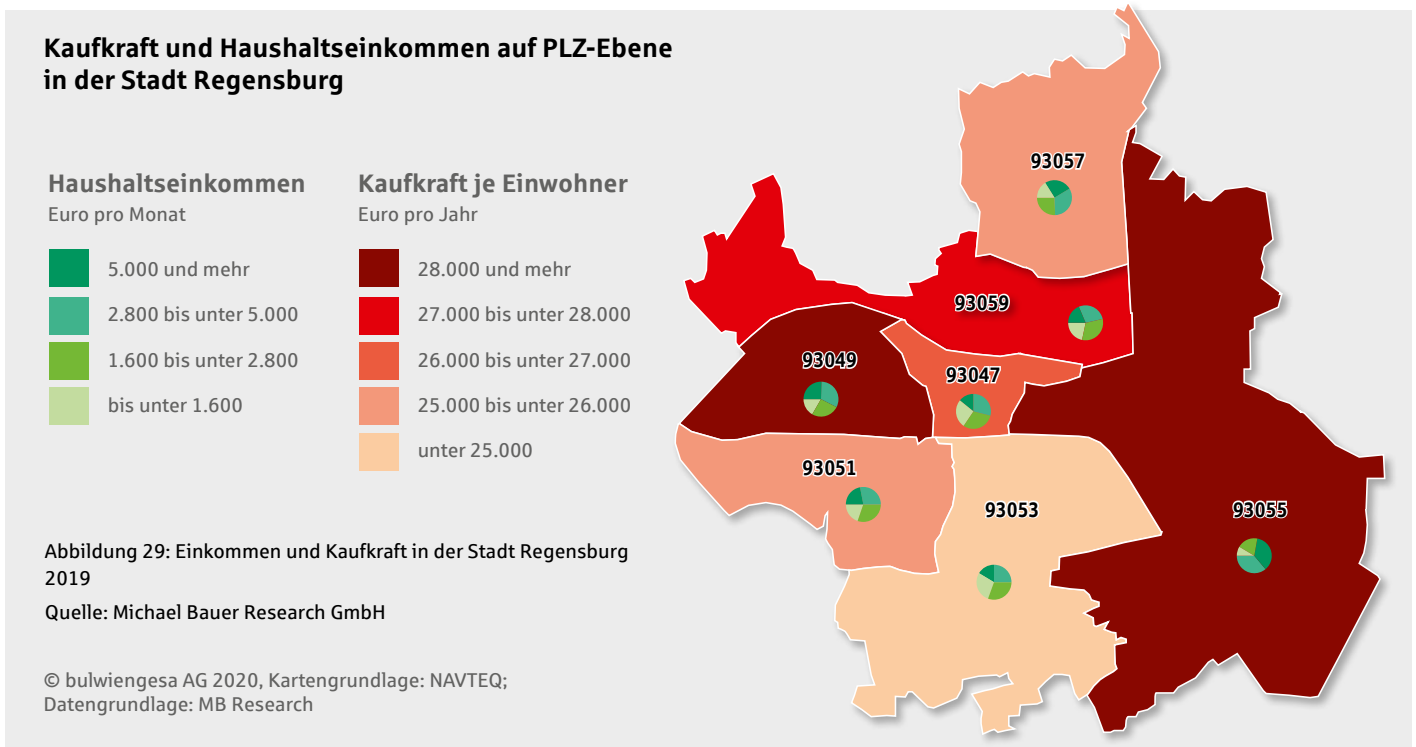 Kaufkraft und Haushaltseinkommen auf PLZ-Ebene
in der Stadt Regensburg
Haushaltseinkommen
Euro pro Monat
5.000 und mehr
2.800 bis unter 5.000
1.600 bis unter 2.800
bis unter 1.600
Kaufkraft je Einwohner
Euro pro Jahr
28.000 und mehr
27.000 bis unter 28.000
26.000 bis unter 27.000
25.000 bis unter 26.000
unter 25.000
Abbildung 29: Einkommen und Kaufkraft in der Stadt Regensburg
2019
Quelle: Michael Bauer Research GmbH
© bulwiengesa AG 2020, Kartengrundlage: NAVTEQ;
Datengrundlage: MB Research
93057
93059
93049
93047
93051
93053
93055